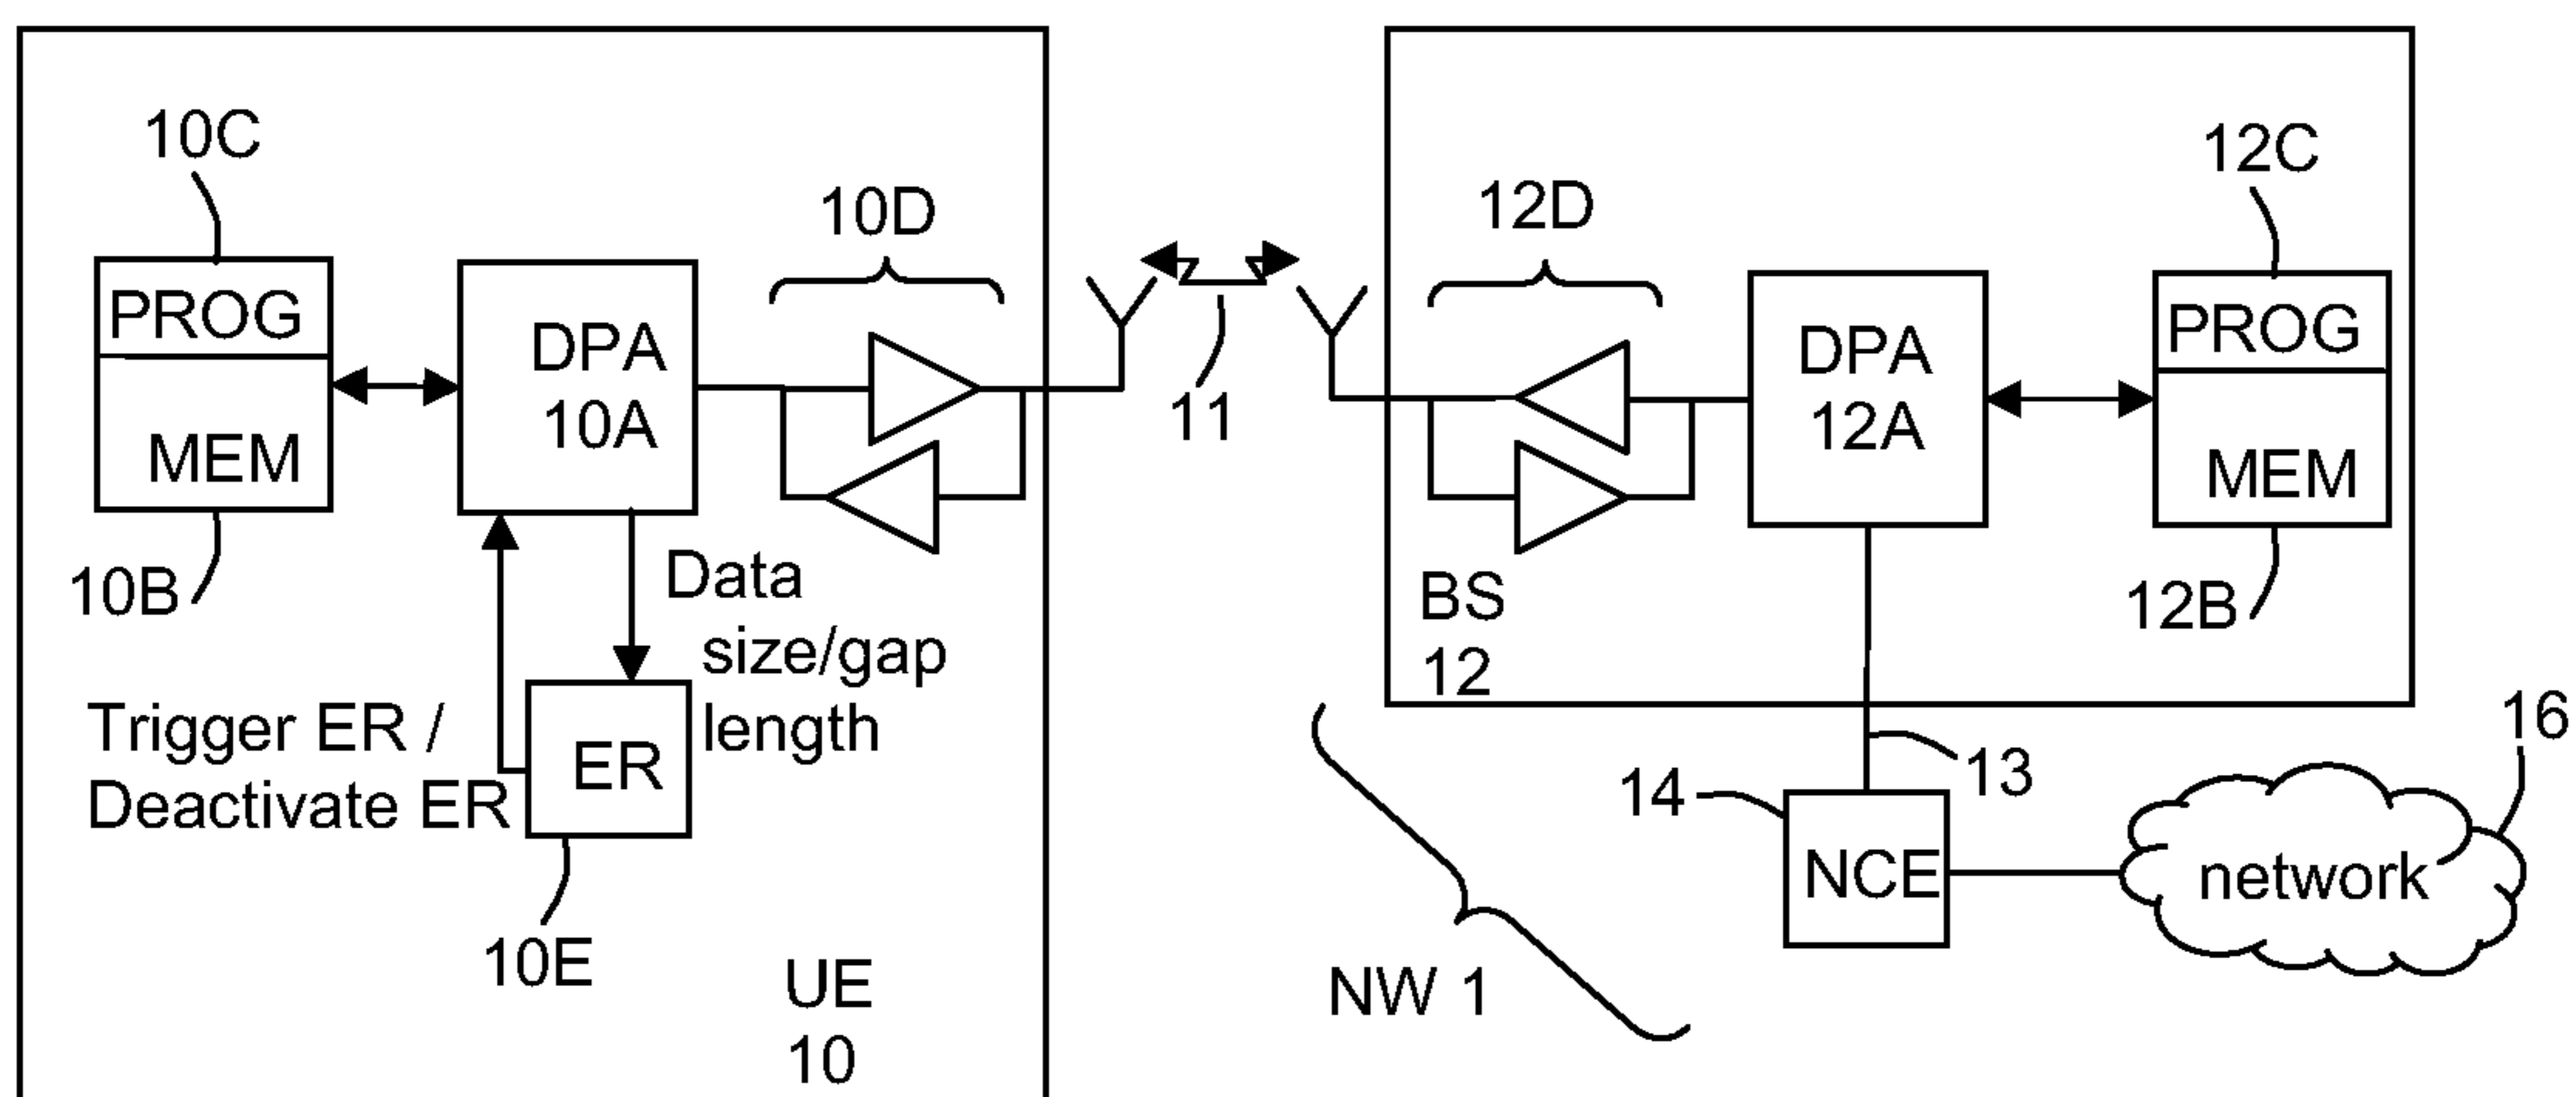 10C
10D
PROG
MEM
DPA
10A
10B
Data
size/gap
length
Trigger ER /
Deactivate ER
ER
10E
UE
10
11
12D
12C
DPA
12A
PROG
MEM
12B
BS
12
13
14
NCE
network
16
NW 1